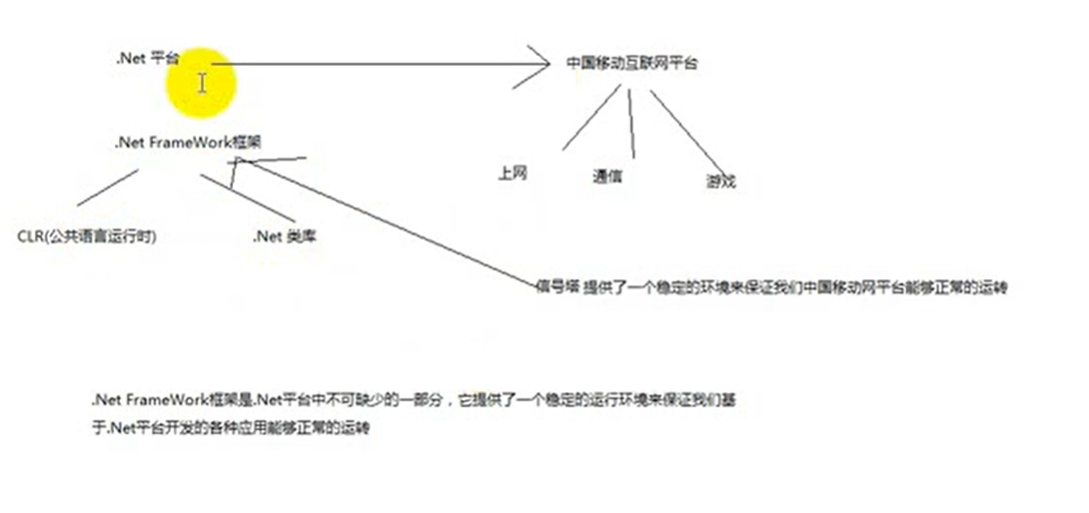 .Net 平台
中国移动互联网平台
.Net FrameWork框架
上网
通信
游戏
CLR(公共语言运行时)
.Net 类库
信号塔 提供了一个稳定的环境来保证我们中国移动网平台能够正常的运转
.Net FrameWork框架是.Net平台中不可缺少的一部分，它提供了一个稳定的运行环境来保证我们基
于.Net平台开发的各种应用能够正常的运转